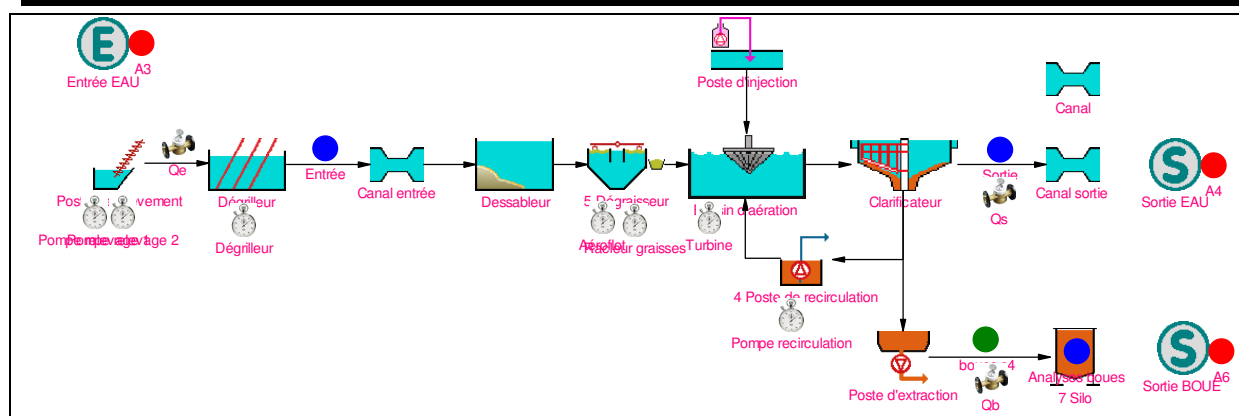 E
A3
Entrée EAU
Poste d'injection
Canal
Qe
Entrée
Canal entrée
Dégrilleur
Dessableur
5 Dégraisseur
d'aération
Clarificateur
Sortie
Canal sortie
S
A4
Sortie EAU
Qs
Dégrilleur
Aéroflot
Racleur graisses
Turbine
4 Poste de recirculation
Pompe recirculation
Poste d'extraction
Qb
Analyses boues
7 Silo
S
A6
Sortie BOUE